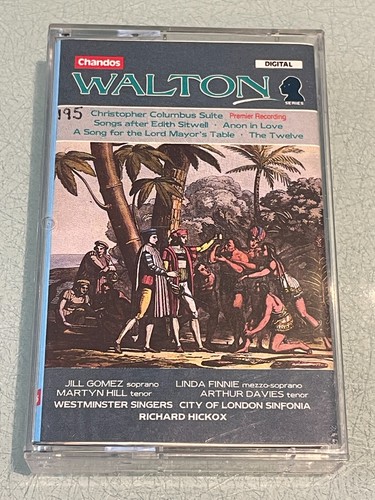 Chandos
DIGITAL
WALTON
SERIES
195
Christopher Columbus Suite Premier Recording
Songs after Edith Sitwell · Anon in Love
A Song for the Lord Mayor's Table · The Twelve
JILL GOMEZ soprano LINDA FINNIE mezzo-soprano
MARTYN HILL tenor ARTHUR DAVIES tenor
WESTMINSTER SINGERS CITY OF LONDON SINFONIA
RICHARD HICKOX